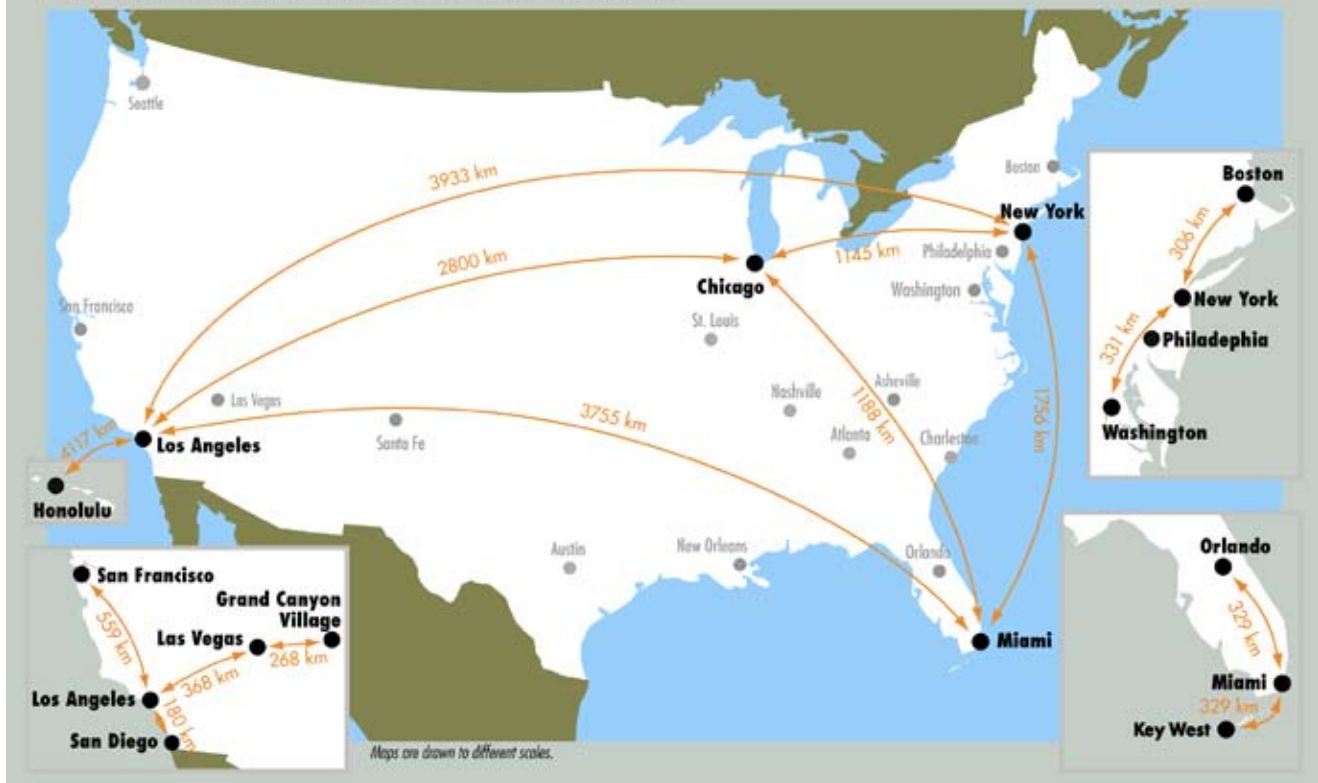 Seattle
Boston
3933 km
New York
2800 km
1145 km
Philadelphia
Chicago
Washington
San Francisco
St. Louis
Las Vegas
Santa Fe
3755 km
Nashville
Asheville
1188 km
1756 km
Los Angeles
4117 km
Atlanta
Charleston
Honolulu
Austin
New Orleans
Orlando
Miami
Maps are drawn to different scales.
Boston
306 km
New York
Philadephia
331 km
Washington
San Francisco
559 km
Grand Canyon
Village
Las Vegas
268 km
368 km
Los Angeles
180 km
San Diego
Orlando
329 km
Miami
329 km
Key West